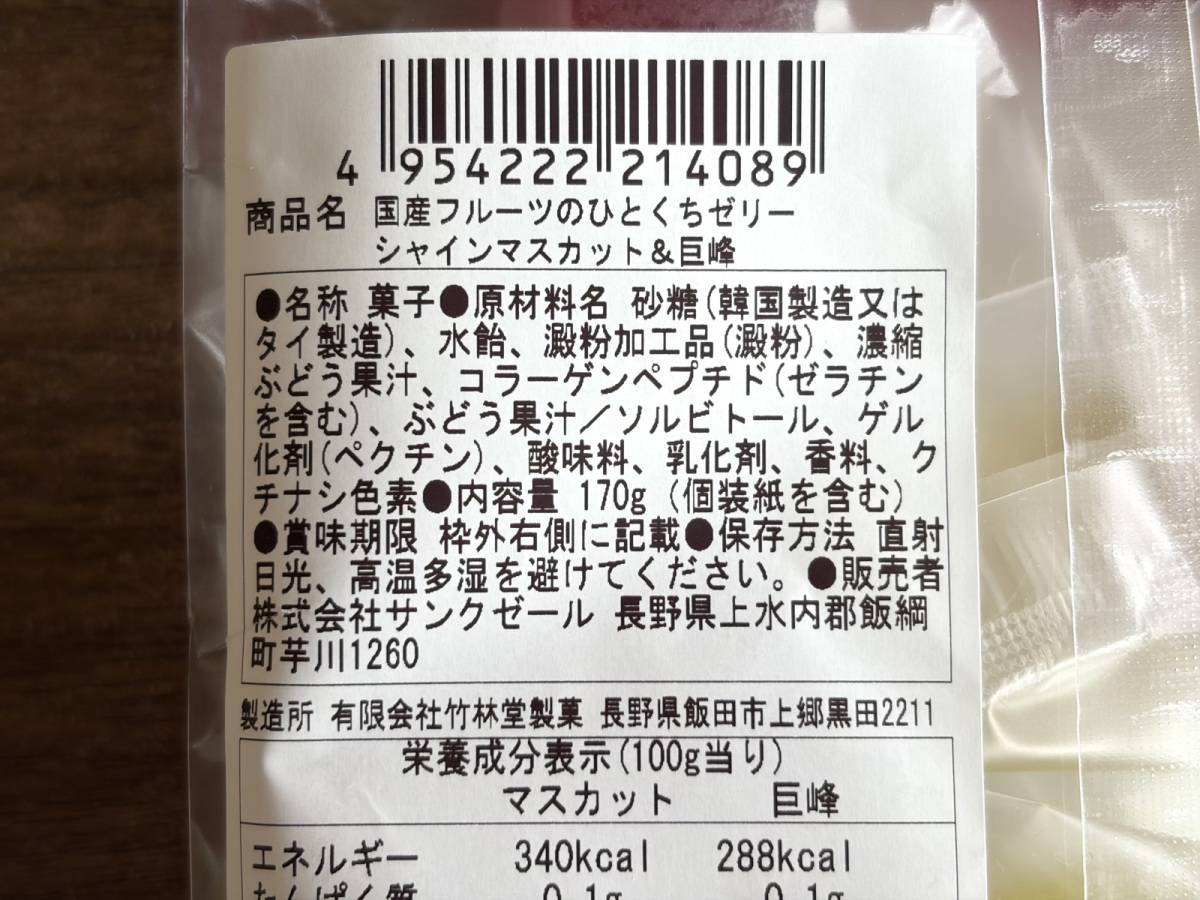 4 954222 214089
商品名 国産フルーツのひとくちゼリー
シャインマスカット&巨峰
●名称 菓子●原材料名 砂糖(韓国製造又は
タイ製造)、水飴、澱粉加工品(澱粉)、濃縮
ぶどう果汁、コラーゲンペプチド(ゼラチン
を含む)、ぶどう果汁/ソルビトール、ゲル
化剤(ペクチン)、酸味料、乳化剤、香料、ク
チナシ色素●内容量 170g (個装紙を含む)
●賞味期限 枠外右側に記載●保存方法 直射
日光、高温多湿を避けてください。●販売者
株式会社サンクゼール 長野県上水内郡飯綱
町芋川1260
製造所 有限会社竹林堂製菓 長野県飯田市上郷黒田2211
栄養成分表示(100g当り)
マスカット 巨峰
エネルギー 340kcal 288kcal
たんぱく質 0.1g 0.1g